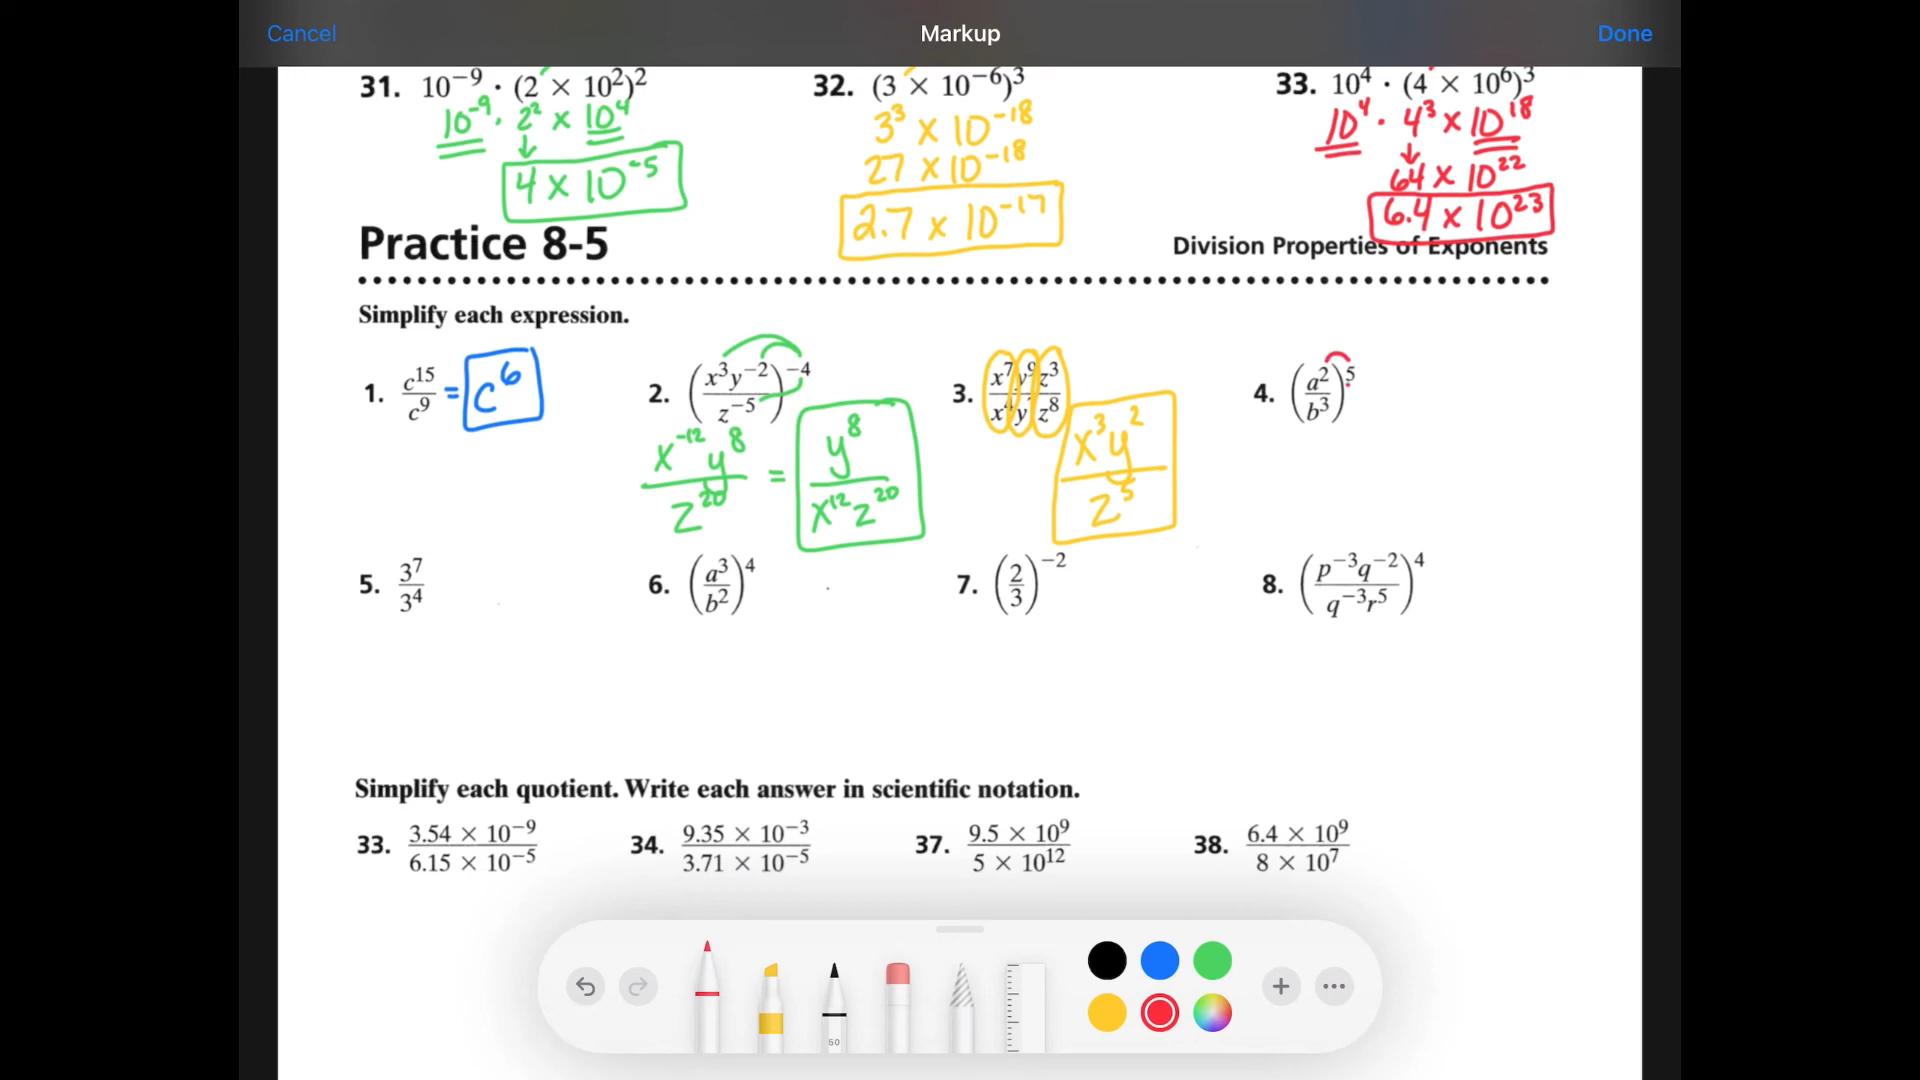 Cancel Markup Done
31. 10⁻⁹ · (2 × 10²)² 32. (3 × 10⁻⁶)³ 33. 10⁴ · (4 × 10⁶)³
10⁻⁹ · 2² × 10⁴ 3³ × 10⁻¹⁸ 10⁴ · 4³ × 10¹⁸
4 × 10⁻⁵ 27 × 10⁻¹⁸ 64 × 10²²
2.7 × 10⁻¹⁷ 6.4 × 10²³
Practice 8-5 Division Properties of Exponents
Simplify each expression.
1. c¹⁵/c⁹ = c⁶ 2. (x³y⁻²/z⁻⁵)⁻⁴ 3. x⁷y⁹z³/x⁴y z⁸ 4. (a²/b³)⁵
x⁻¹²y⁸/z²⁰ = y⁸/x¹²z²⁰ x³y²/z⁵
5. 3⁷/3⁴ 6. (a³/b²)⁴ 7. (2/3)⁻² 8. (p⁻³q⁻²/q⁻³r⁵)⁴
Simplify each quotient. Write each answer in scientific notation.
33. 3.54 × 10⁻⁹/6.15 × 10⁻⁵ 34. 9.35 × 10⁻³/3.71 × 10⁻⁵ 37. 9.5 × 10⁹/5 × 10¹² 38. 6.4 × 10⁹/8 × 10⁷
50